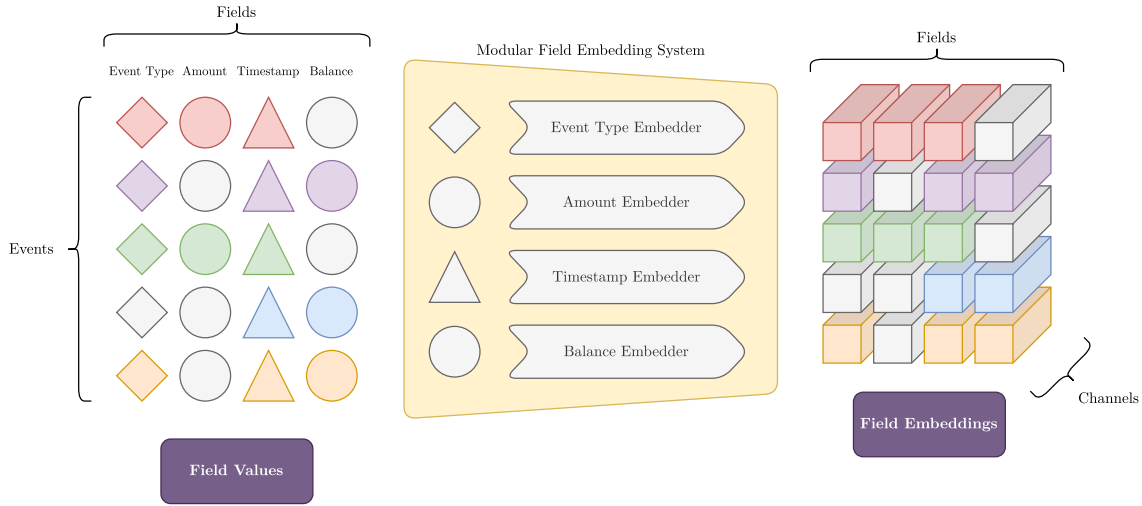 Fields
Event Type Amount Timestamp Balance
Events
Field Values
Modular Field Embedding System
Event Type Embedder
Amount Embedder
Timestamp Embedder
Balance Embedder
Fields
Channels
Field Embeddings